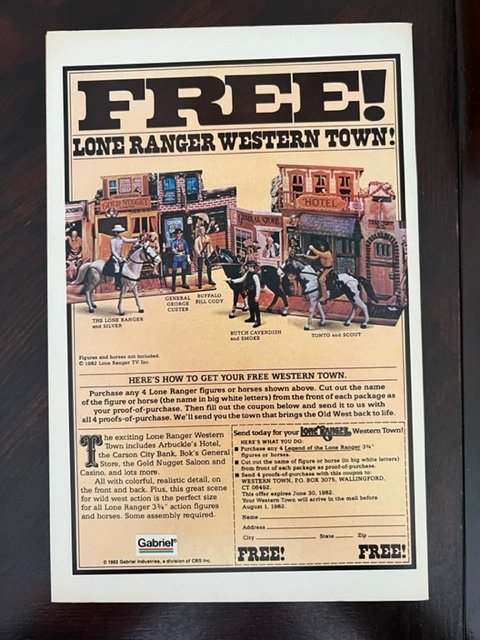 FREE!
LONE RANGER WESTERN TOWN!
GOLD NUGGET
GENERAL STORE
HOTEL
THE LONE RANGER
and SILVER
GENERAL
GEORGE
CUSTER
BUFFALO
BILL CODY
BUTCH CAVENDISH
and SMOKE
TONTO and SCOUT
Figures and horses not included.
© 1982 Lone Ranger TV Inc.
HERE'S HOW TO GET YOUR FREE WESTERN TOWN.
Purchase any 4 Lone Ranger figures or horses shown above. Cut out the name
of the figure or horse (the name in big white letters) from the front of each package as
your proof-of-purchase. Then fill out the coupon below and send it to us with
all 4 proofs-of-purchase. We'll send you the town that brings the Old West back to life.
The exciting Lone Ranger Western
Town includes Arbuckle's Hotel,
the Carson City Bank, Bok's General
Store, the Gold Nugget Saloon and
Casino, and lots more.
All with colorful, realistic detail, on
the front and back. Plus, this great scene
for wild west action is the perfect size
for all Lone Ranger 3¾" action figures
and horses. Some assembly required.
Gabriel®
© 1982 Gabriel Industries, a division of CBS Inc.
Send today for your LONE RANGER Western Town!
HERE'S WHAT YOU DO:
■ Purchase any 4 Legend of the Lone Ranger 3¾"
figures or horses.
■ Cut out the name of figure or horse (in big white letters)
from front of each package as proof-of-purchase.
■ Send 4 proofs-of-purchase with this coupon to:
WESTERN TOWN, P.O. BOX 3075, WALLINGFORD,
CT 06492.
This offer expires June 30, 1982.
Your Western Town will arrive in the mail before
August 1, 1982.
Name
Address
City State Zip
FREE! FREE!